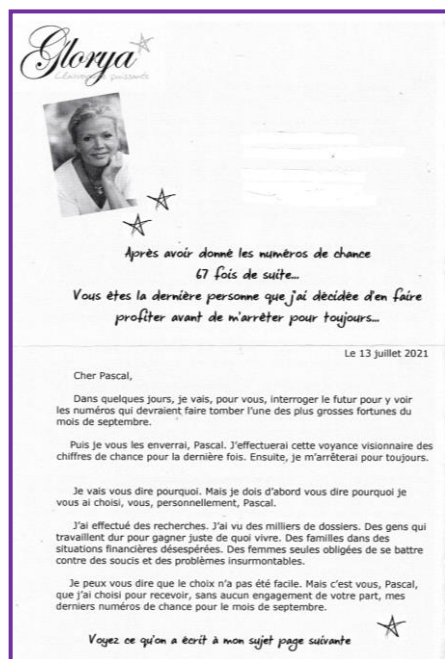 Glorya
Clairvoyante puissante
Après avoir donné les numéros de chance
67 fois de suite...
Vous êtes la dernière personne que j'ai décidée d'en faire
profiter avant de m'arrêter pour toujours...
Le 13 juillet 2021
Cher Pascal,
Dans quelques jours, je vais, pour vous, interroger le futur pour y voir
les numéros qui devraient faire tomber l'une des plus grosses fortunes du
mois de septembre.
Puis je vous les enverrai, Pascal. J'effectuerai cette voyance visionnaire des
chiffres de chance pour la dernière fois. Ensuite, je m'arrêterai pour toujours.
Je vais vous dire pourquoi. Mais je dois d'abord vous dire pourquoi je
vous ai choisi, vous, personnellement, Pascal.
J'ai effectué des recherches. J'ai vu des milliers de dossiers. Des gens qui
travaillent dur pour gagner juste de quoi vivre. Des familles dans des
situations financières désespérées. Des femmes seules obligées de se battre
contre des soucis et des problèmes insurmontables.
Je peux vous dire que le choix n'a pas été facile. Mais c'est vous, Pascal,
que j'ai choisi pour recevoir, sans aucun engagement de votre part, mes
derniers numéros de chance pour le mois de septembre.
Voyez ce qu'on a écrit à mon sujet page suivante